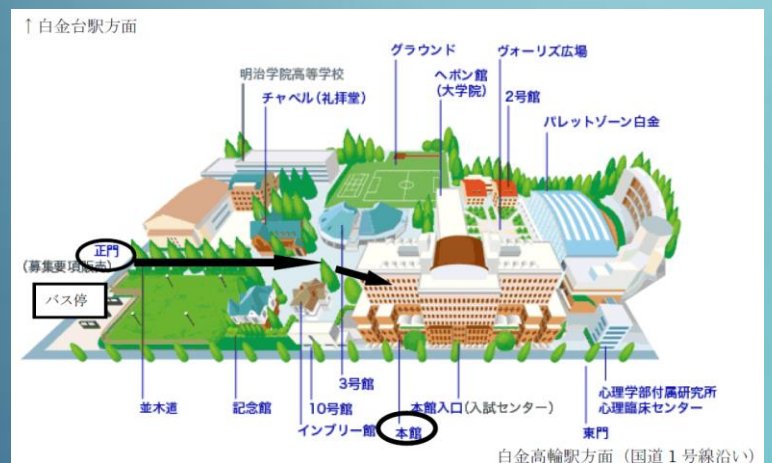 ↑白金台駅方面
グラウンド
ヴォーリズ広場
明治学院高等学校
ヘボン館
(大学院)
チャペル(礼拝堂)
2号館
パレットゾーン白金
正門
(募集要項販売)
バス停
3号館
並木道
記念館
10号館
本館入口(入試センター)
心理学部付属研究所
心理臨床センター
インブリー館
本館
東門
白金高輪駅方面(国道1号線沿い)